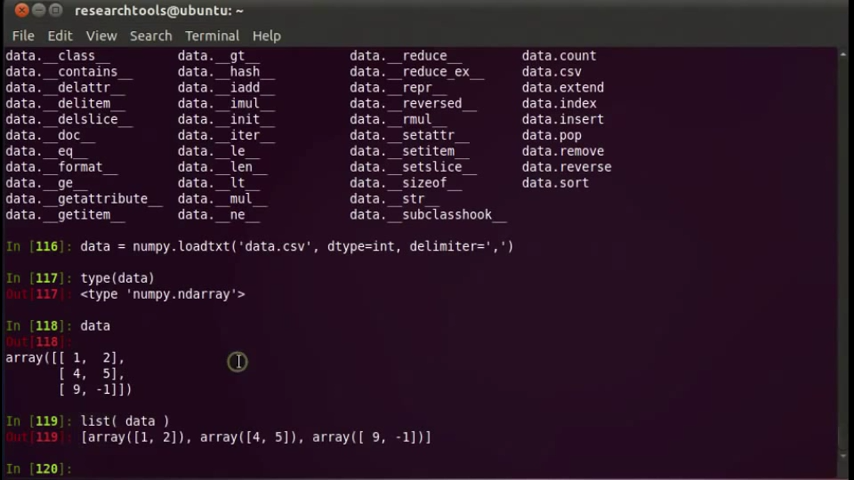 researchtools@ubuntu: ~
File Edit View Search Terminal Help
data.__class__ data.__gt__ data.__reduce__ data.count
data.__contains__ data.__hash__ data.__reduce_ex__ data.csv
data.__delattr__ data.__iadd__ data.__repr__ data.extend
data.__delitem__ data.__imul__ data.__reversed__ data.index
data.__delslice__ data.__init__ data.__rmul__ data.insert
data.__doc__ data.__iter__ data.__setattr__ data.pop
data.__eq__ data.__le__ data.__setitem__ data.remove
data.__format__ data.__len__ data.__setslice__ data.reverse
data.__ge__ data.__lt__ data.__sizeof__ data.sort
data.__getattribute__ data.__mul__ data.__str__
data.__getitem__ data.__ne__ data.__subclasshook__
In [116]: data = numpy.loadtxt('data.csv', dtype=int, delimiter=',')
In [117]: type(data)
Out[117]: <type 'numpy.ndarray'>
In [118]: data
Out[118]:
array([[ 1,  2],
[ 4,  5],
[ 9, -1]])
In [119]: list( data )
Out[119]: [array([1, 2]), array([4, 5]), array([ 9, -1])]
In [120]: